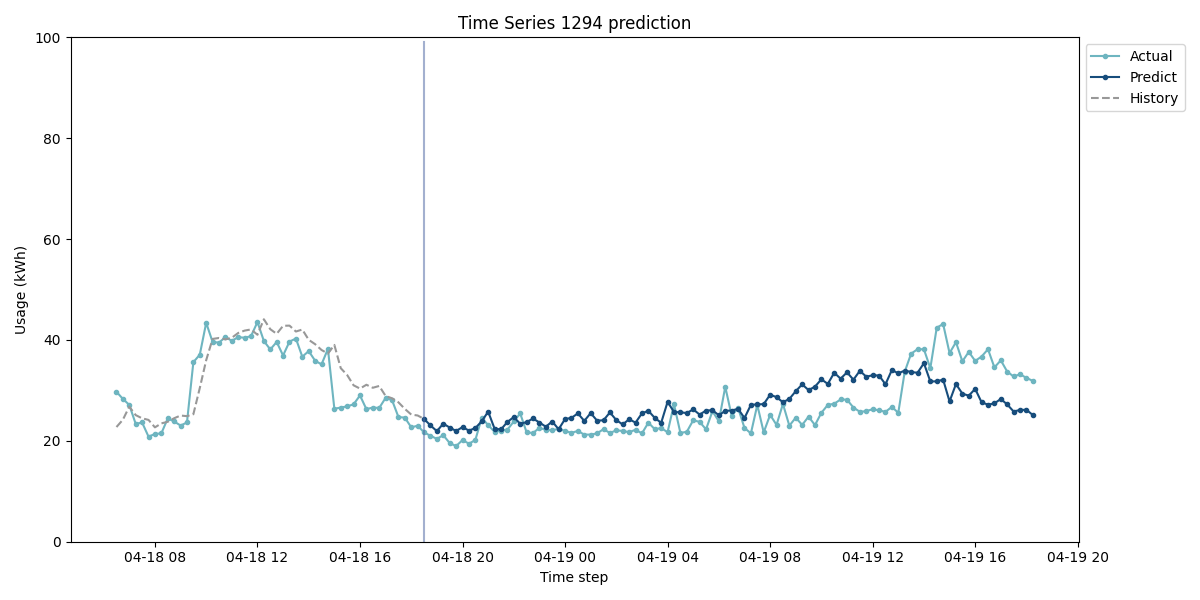 Time Series 1294 prediction
Usage (kWh)
100
80
60
40
20
0
04-18 08
04-18 12
04-18 16
04-18 20
04-19 00
04-19 04
04-19 08
04-19 12
04-19 16
04-19 20
Time step
Actual
Predict
History